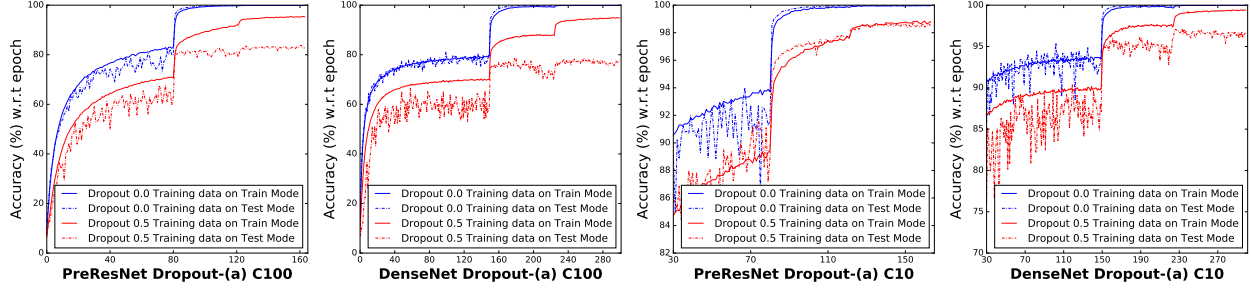 Accuracy (%) w.r.t epoch
100
80
60
40
20
0
Dropout 0.0 Training data on Train Mode
Dropout 0.0 Training data on Test Mode
Dropout 0.5 Training data on Train Mode
Dropout 0.5 Training data on Test Mode
0 40 80 120 160
PreResNet Dropout-(a) C100
Accuracy (%) w.r.t epoch
100
80
60
40
20
0
Dropout 0.0 Training data on Train Mode
Dropout 0.0 Training data on Test Mode
Dropout 0.5 Training data on Train Mode
Dropout 0.5 Training data on Test Mode
0 40 80 120 160 200 240 280
DenseNet Dropout-(a) C100
Accuracy (%) w.r.t epoch
100
98
96
94
92
90
88
86
84
82
Dropout 0.0 Training data on Train Mode
Dropout 0.0 Training data on Test Mode
Dropout 0.5 Training data on Train Mode
Dropout 0.5 Training data on Test Mode
30 70 110 150
PreResNet Dropout-(a) C10
Accuracy (%) w.r.t epoch
100
95
90
85
80
75
70
Dropout 0.0 Training data on Train Mode
Dropout 0.0 Training data on Test Mode
Dropout 0.5 Training data on Train Mode
Dropout 0.5 Training data on Test Mode
30 70 110 150 190 230 270
DenseNet Dropout-(a) C10